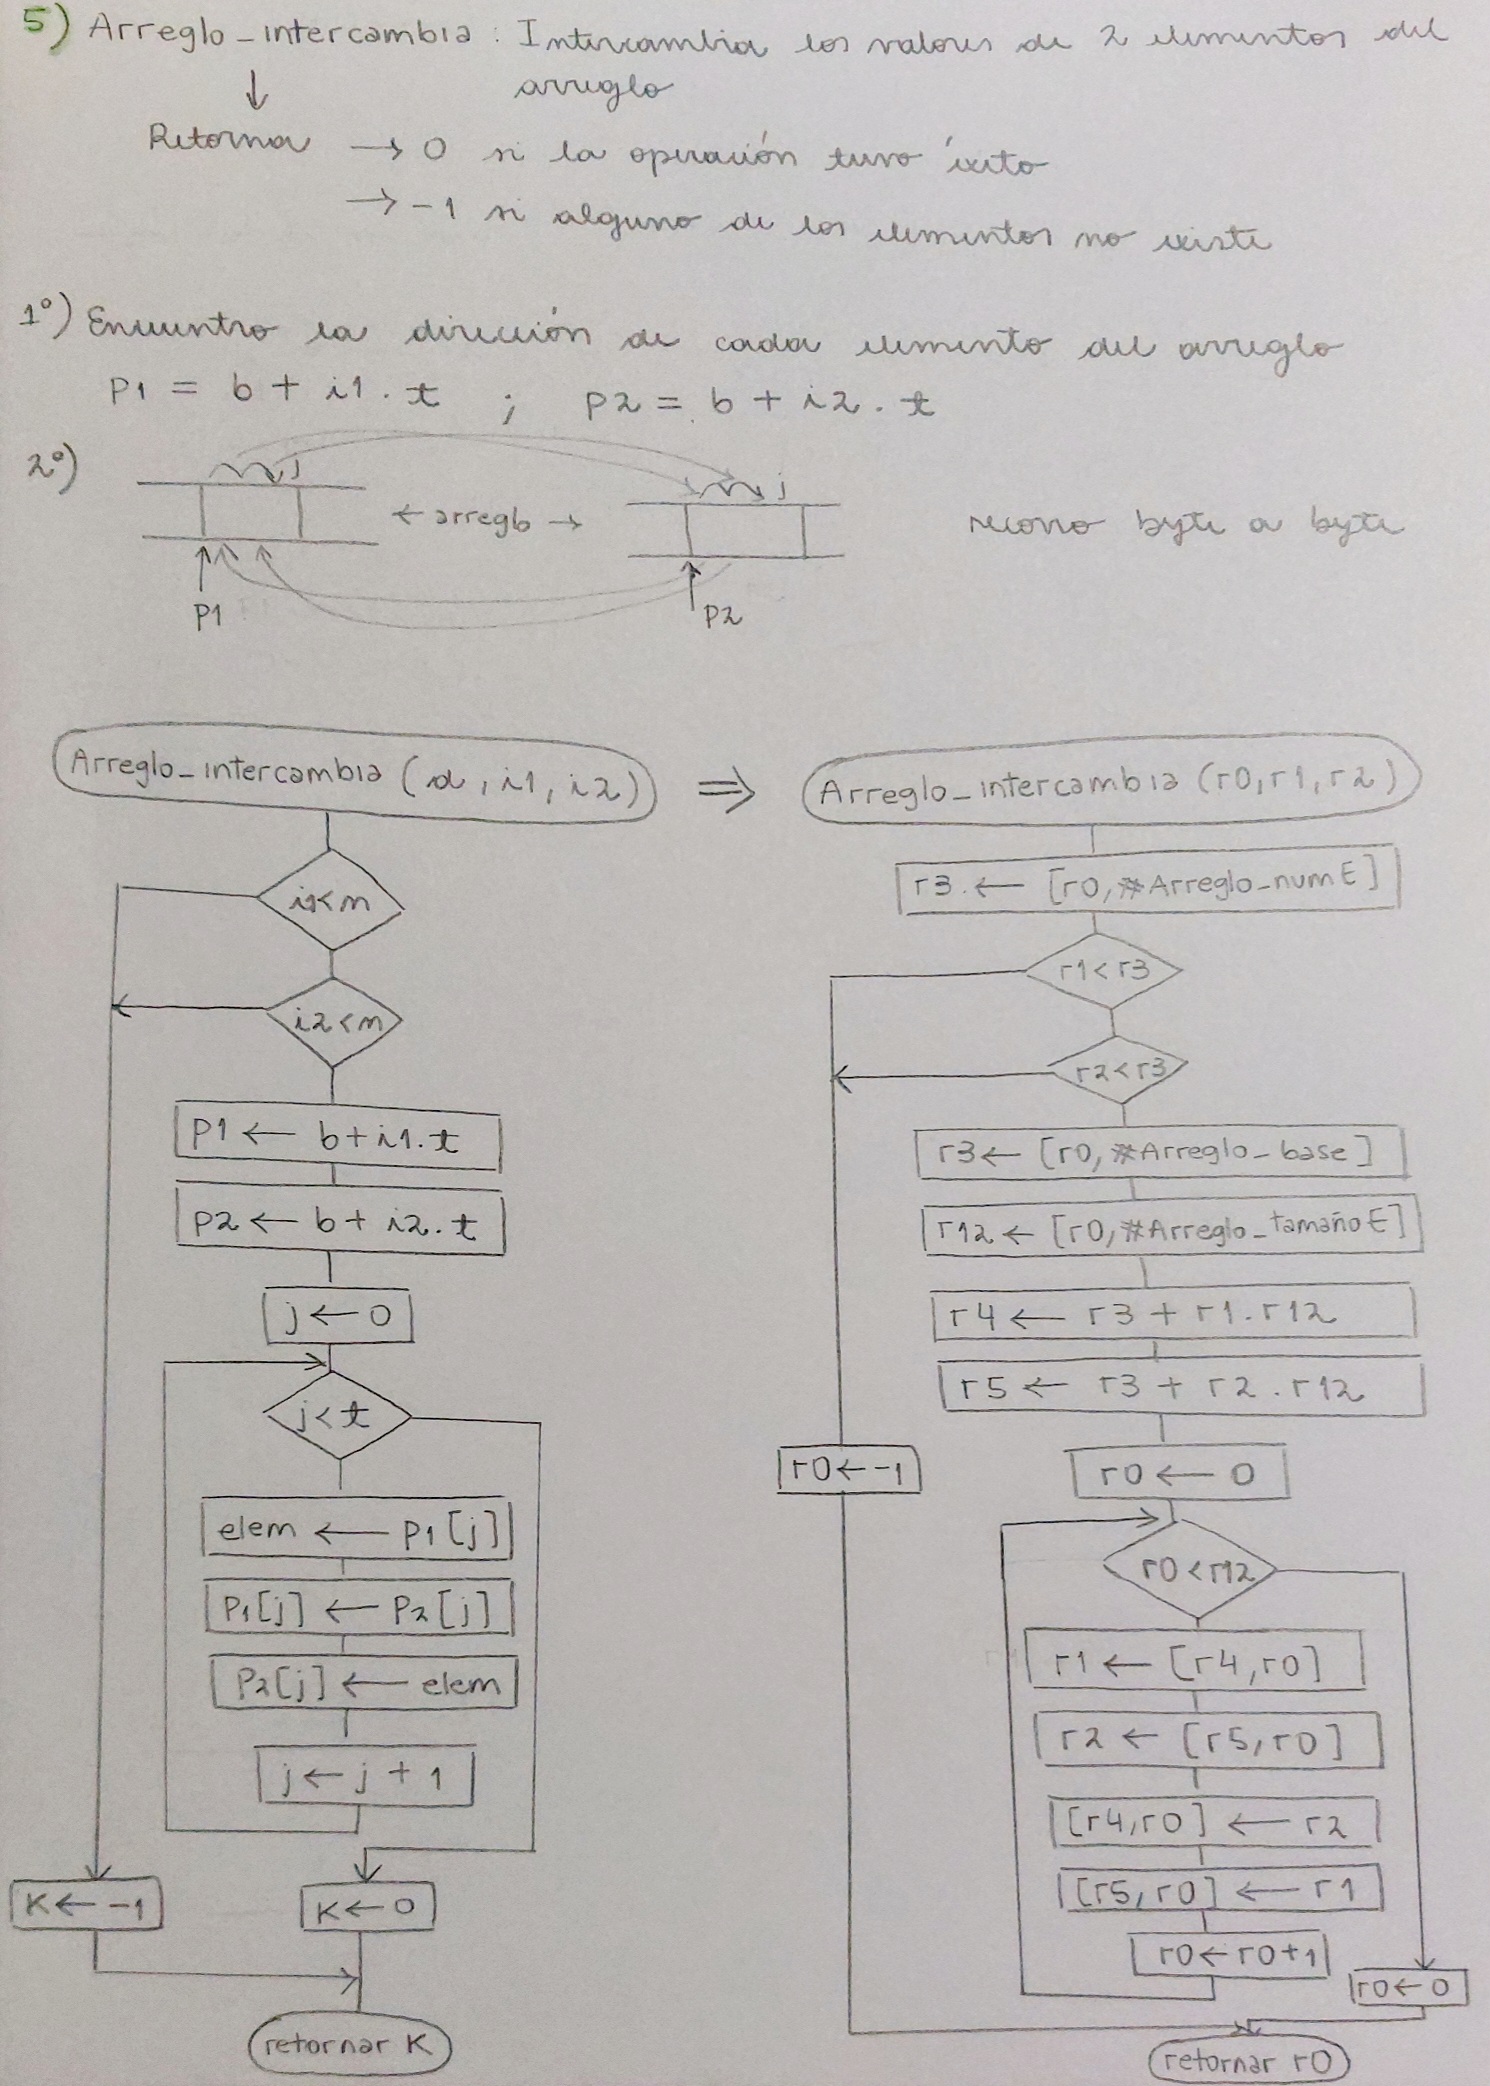 5) Arreglo_intercambia: Intercambia los valores de 2 elementos del
arreglo
↓
Retorna → 0 si la operación tuvo éxito
→ -1 si alguno de los elementos no existe
1°) Encuentro la dirección de cada elemento del arreglo
P1 = b + i1 . t ; P2 = b + i2 . t
2°)
j
j
← arreglo →
recorro byte a byte
P1
P2
Arreglo_intercambia (a, i1, i2)
i1<n
i2<n
P1 ← b+i1.t
P2 ← b+i2.t
j ← 0
j < t
elem ← P1[j]
P1[j] ← P2[j]
P2[j] ← elem
j ← j + 1
K ← -1
K ← 0
retornar K
⇒
Arreglo_intercambia (r0, r1, r2)
r3 ← [r0, #Arreglo_numE]
r1 < r3
r2 < r3
r3 ← [r0, #Arreglo_base]
r12 ← [r0, #Arreglo_tamañoE]
r4 ← r3 + r1.r12
r5 ← r3 + r2.r12
r0 ← -1
r0 ← 0
r0 < r12
r1 ← [r4, r0]
r2 ← [r5, r0]
[r4, r0] ← r2
[r5, r0] ← r1
r0 ← r0+1
r0 ← 0
retornar r0